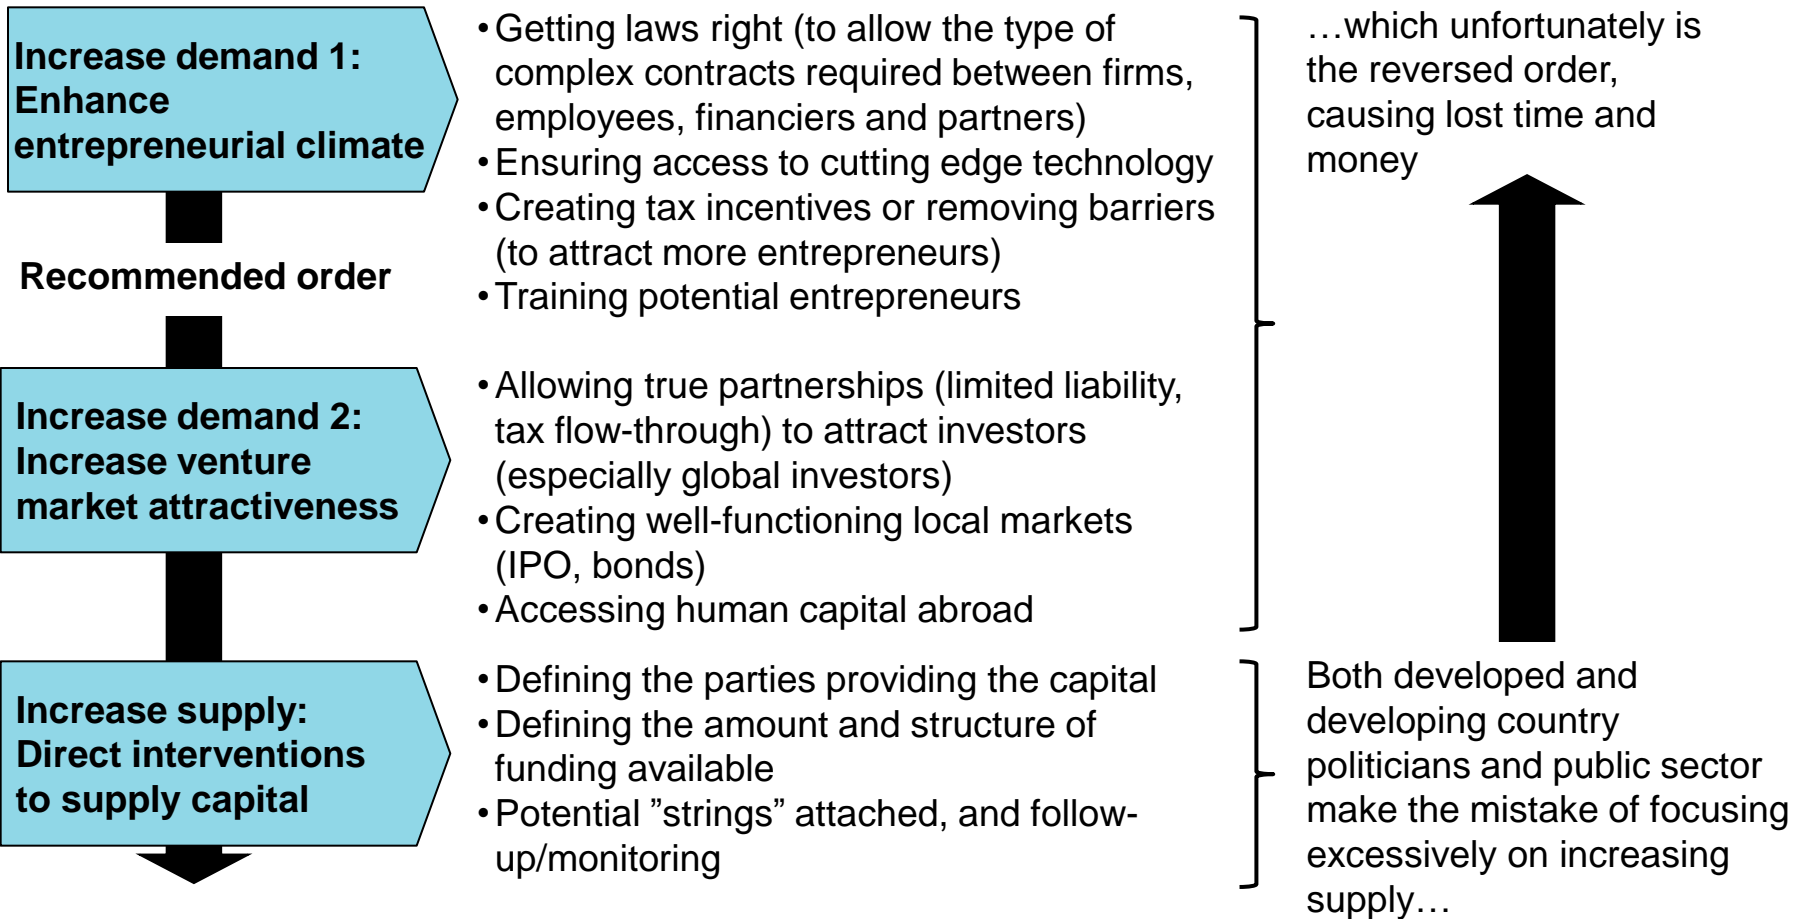 Increase demand 1:
Enhance
entrepreneurial climate
•Getting laws right (to allow the type of
complex contracts required between firms,
employees, financiers and partners)
•Ensuring access to cutting edge technology
•Creating tax incentives or removing barriers
(to attract more entrepreneurs)
•Training potential entrepreneurs
Recommended order
Increase demand 2:
Increase venture
market attractiveness
•Allowing true partnerships (limited liability,
tax flow-through) to attract investors
(especially global investors)
•Creating well-functioning local markets
(IPO, bonds)
•Accessing human capital abroad
Increase supply:
Direct interventions
to supply capital
•Defining the parties providing the capital
•Defining the amount and structure of
funding available
•Potential ”strings” attached, and follow-
up/monitoring
Both developed and
developing country
politicians and public sector
make the mistake of focusing
excessively on increasing
supply…
…which unfortunately is
the reversed order,
causing lost time and
money